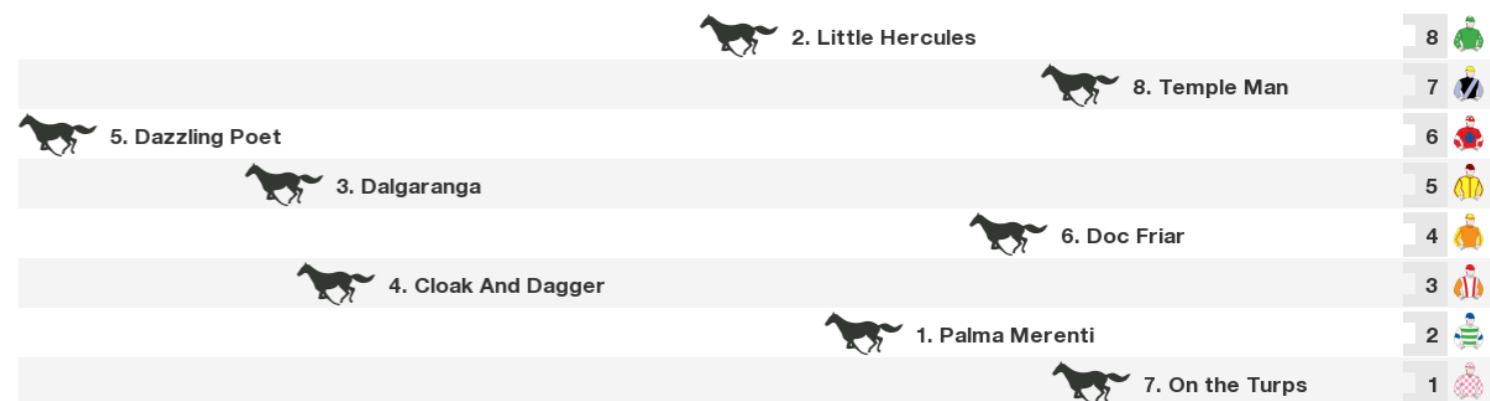 2. Little Hercules 8
8. Temple Man 7
5. Dazzling Poet 6
3. Dalgaranga 5
6. Doc Friar 4
4. Cloak And Dagger 3
1. Palma Merenti 2
7. On the Turps 1